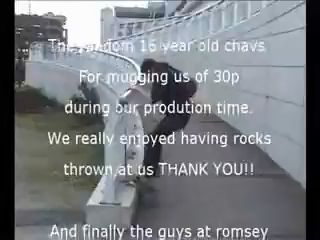 The random 16 year old chavs
For mugging us of 30p
during our prodution time.
We really enjoyed having rocks
thrown at us THANK YOU!!
And finally the guys at romsey